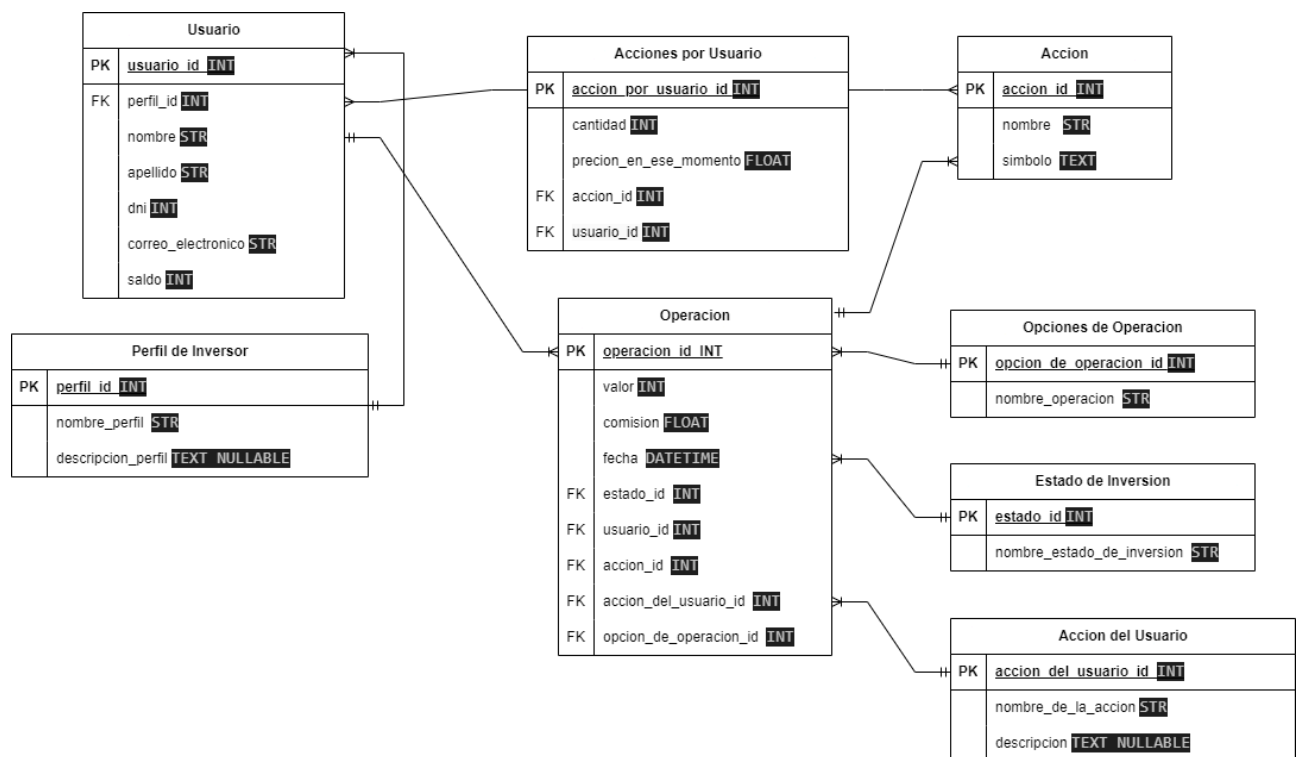 Usuario
PK usuario_id INT
FK perfil_id INT
nombre STR
apellido STR
dni INT
correo_electronico STR
saldo INT
Acciones por Usuario
PK accion_por_usuario_id INT
cantidad INT
precion_en_ese_momento FLOAT
FK accion_id INT
FK usuario_id INT
Accion
PK accion_id INT
nombre STR
simbolo TEXT
Perfil de Inversor
PK perfil_id INT
nombre_perfil STR
descripcion_perfil TEXT NULLABLE
Operacion
PK operacion_id INT
valor INT
comision FLOAT
fecha DATETIME
FK estado_id INT
FK usuario_id INT
FK accion_id INT
FK accion_del_usuario_id INT
FK opcion_de_operacion_id INT
Opciones de Operacion
PK opcion_de_operacion_id INT
nombre_operacion STR
Estado de Inversion
PK estado_id INT
nombre_estado_de_inversion STR
Accion del Usuario
PK accion_del_usuario_id INT
nombre_de_la_accion STR
descripcion TEXT NULLABLE